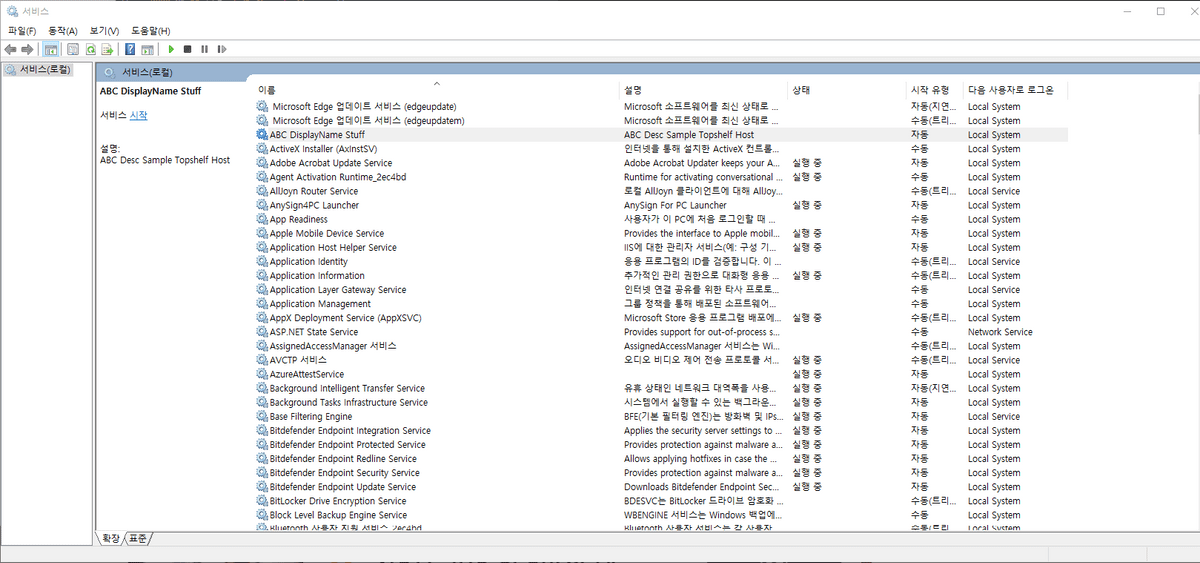 서비스
파일(F) 동작(A) 보기(V) 도움말(H)
서비스(로컬)
서비스(로컬)
ABC DisplayName Stuff
서비스 시작
설명:
ABC Desc Sample Topshelf Host
이름 설명 상태 시작 유형 다음 사용자로 로그온
Microsoft Edge 업데이트 서비스 (edgeupdate) Microsoft 소프트웨어를 최신 상태로 ... 자동(지연... Local System
Microsoft Edge 업데이트 서비스 (edgeupdatem) Microsoft 소프트웨어를 최신 상태로 ... 수동(트리... Local System
ABC DisplayName Stuff ABC Desc Sample Topshelf Host 자동 Local System
ActiveX Installer (AxInstSV) 인터넷을 통해 설치한 ActiveX 컨트롤... 수동 Local System
Adobe Acrobat Update Service Adobe Acrobat Updater keeps your A... 실행 중 자동 Local System
Agent Activation Runtime_2ec4bd Runtime for activating conversational ... 실행 중 수동 Local System
AllJoyn Router Service 로컬 AllJoyn 클라이언트에 대해 AllJoy... 수동(트리... Local Service
AnySign4PC Launcher AnySign For PC Launcher 실행 중 자동 Local System
App Readiness 사용자가 이 PC에 처음 로그인할 때 ... 수동 Local System
Apple Mobile Device Service Provides the interface to Apple mobil... 실행 중 자동 Local System
Application Host Helper Service IIS에 대한 관리자 서비스(예: 구성 기... 실행 중 자동 Local System
Application Identity 응용 프로그램의 ID를 검증합니다. 이 ... 수동(트리... Local Service
Application Information 추가적인 관리 권한으로 대화형 응용 ... 실행 중 수동(트리... Local System
Application Layer Gateway Service 인터넷 연결 공유를 위한 타사 프로토... 수동 Local Service
Application Management 그룹 정책을 통해 배포된 소프트웨어... 수동 Local System
AppX Deployment Service (AppXSVC) Microsoft Store 응용 프로그램 배포에... 실행 중 수동(트리... Local System
ASP.NET State Service Provides support for out-of-process s... 수동 Network Service
AssignedAccessManager 서비스 AssignedAccessManager 서비스는 Wi... 수동(트리... Local System
AVCTP 서비스 오디오 비디오 제어 전송 프로토콜 서... 실행 중 수동(트리... Local Service
AzureAttestService 실행 중 자동 Local System
Background Intelligent Transfer Service 유휴 상태인 네트워크 대역폭을 사용... 실행 중 자동(지연... Local System
Background Tasks Infrastructure Service 시스템에서 실행할 수 있는 백그라운... 실행 중 자동 Local System
Base Filtering Engine BFE(기본 필터링 엔진)는 방화벽 및 IPs... 실행 중 자동 Local Service
Bitdefender Endpoint Integration Service Applies the security server settings to ... 실행 중 자동 Local System
Bitdefender Endpoint Protected Service Provides protection against malware a... 실행 중 자동 Local System
Bitdefender Endpoint Redline Service Allows applying hotfixes in case the ... 실행 중 자동 Local System
Bitdefender Endpoint Security Service Provides protection against malware a... 실행 중 자동 Local System
Bitdefender Endpoint Update Service Downloads Bitdefender Endpoint Sec... 실행 중 자동 Local System
BitLocker Drive Encryption Service BDESVC는 BitLocker 드라이브 암호화 ... 수동(트리... Local System
Block Level Backup Engine Service WBENGINE 서비스는 Windows 백업에... 수동 Local System
Bluetooth 사용자 지원 서비스_2ec4bd Bluetooth 사용자 서비스는 각 사용자 수동(트리 Local System
확장 표준